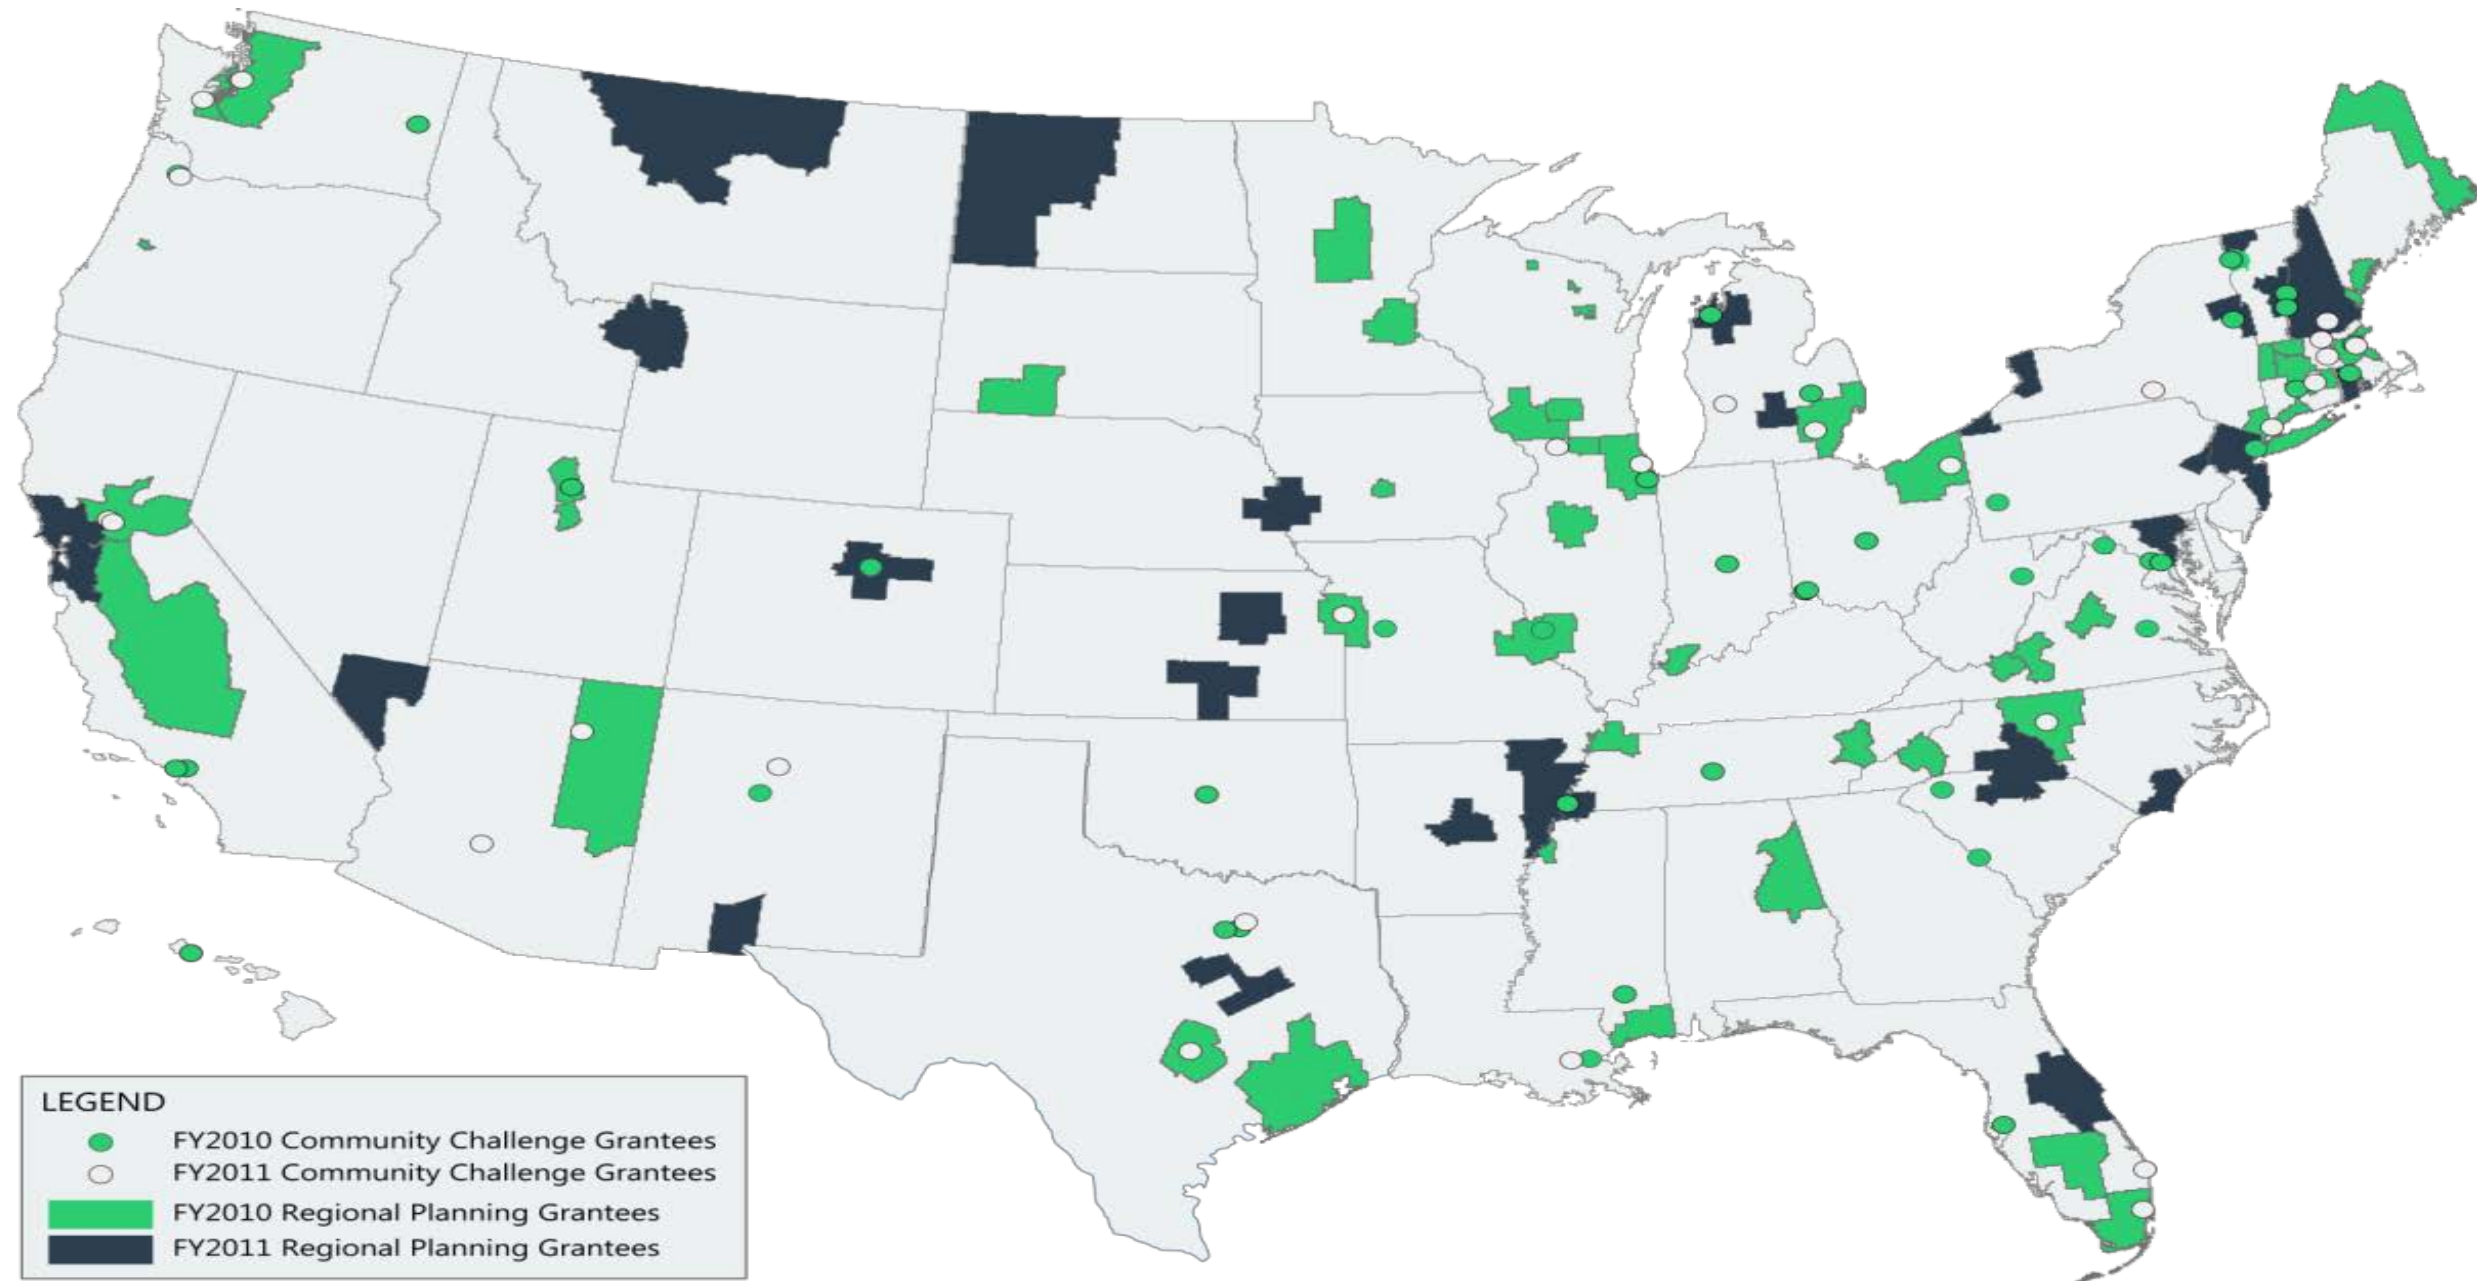 LEGEND
FY2010 Community Challenge Grantees
FY2011 Community Challenge Grantees
FY2010 Regional Planning Grantees
FY2011 Regional Planning Grantees